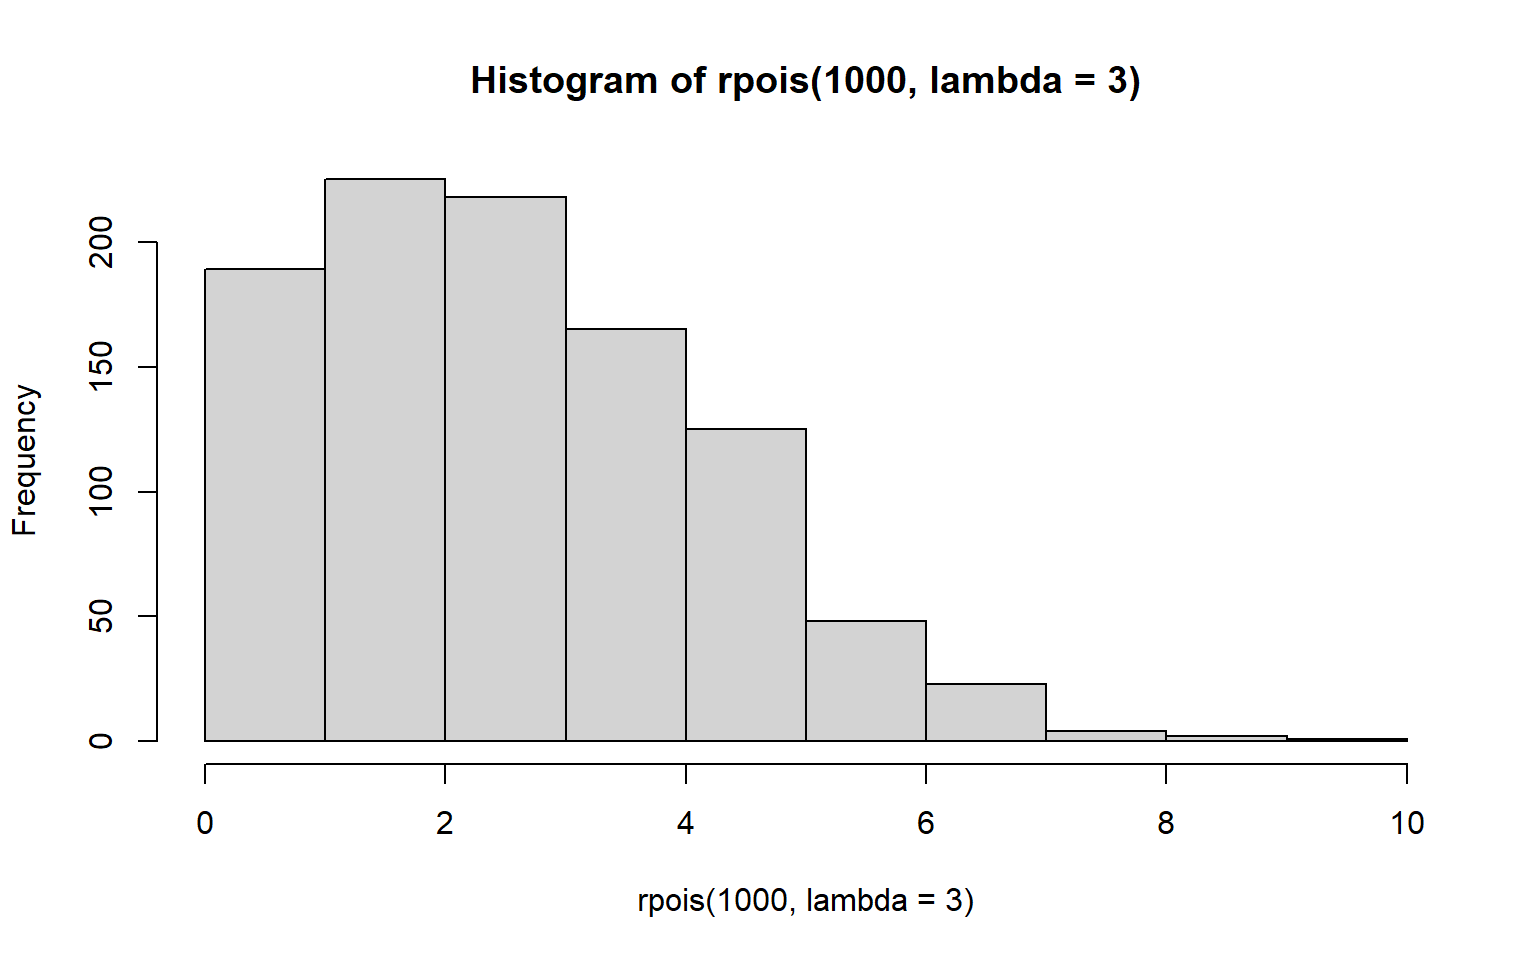 Histogram of rpois(1000, lambda = 3)
Frequency
200
150
100
50
0
0 2 4 6 8 10
rpois(1000, lambda = 3)